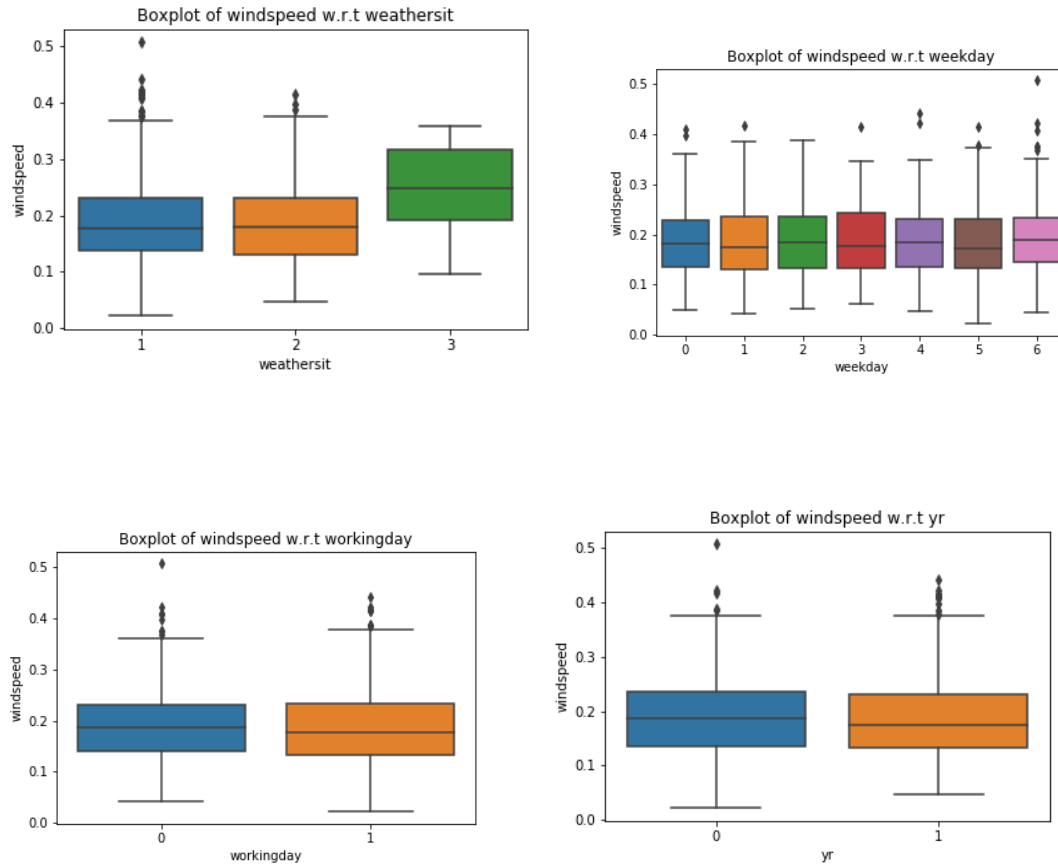 Boxplot of windspeed w.r.t weathersit
0.5
0.4
0.3
0.2
0.1
0.0
windspeed
1 2 3
weathersit
Boxplot of windspeed w.r.t weekday
0.5
0.4
0.3
0.2
0.1
0.0
windspeed
0 1 2 3 4 5 6
weekday
Boxplot of windspeed w.r.t workingday
0.5
0.4
0.3
0.2
0.1
0.0
windspeed
0 1
workingday
Boxplot of windspeed w.r.t yr
0.5
0.4
0.3
0.2
0.1
0.0
windspeed
0 1
yr